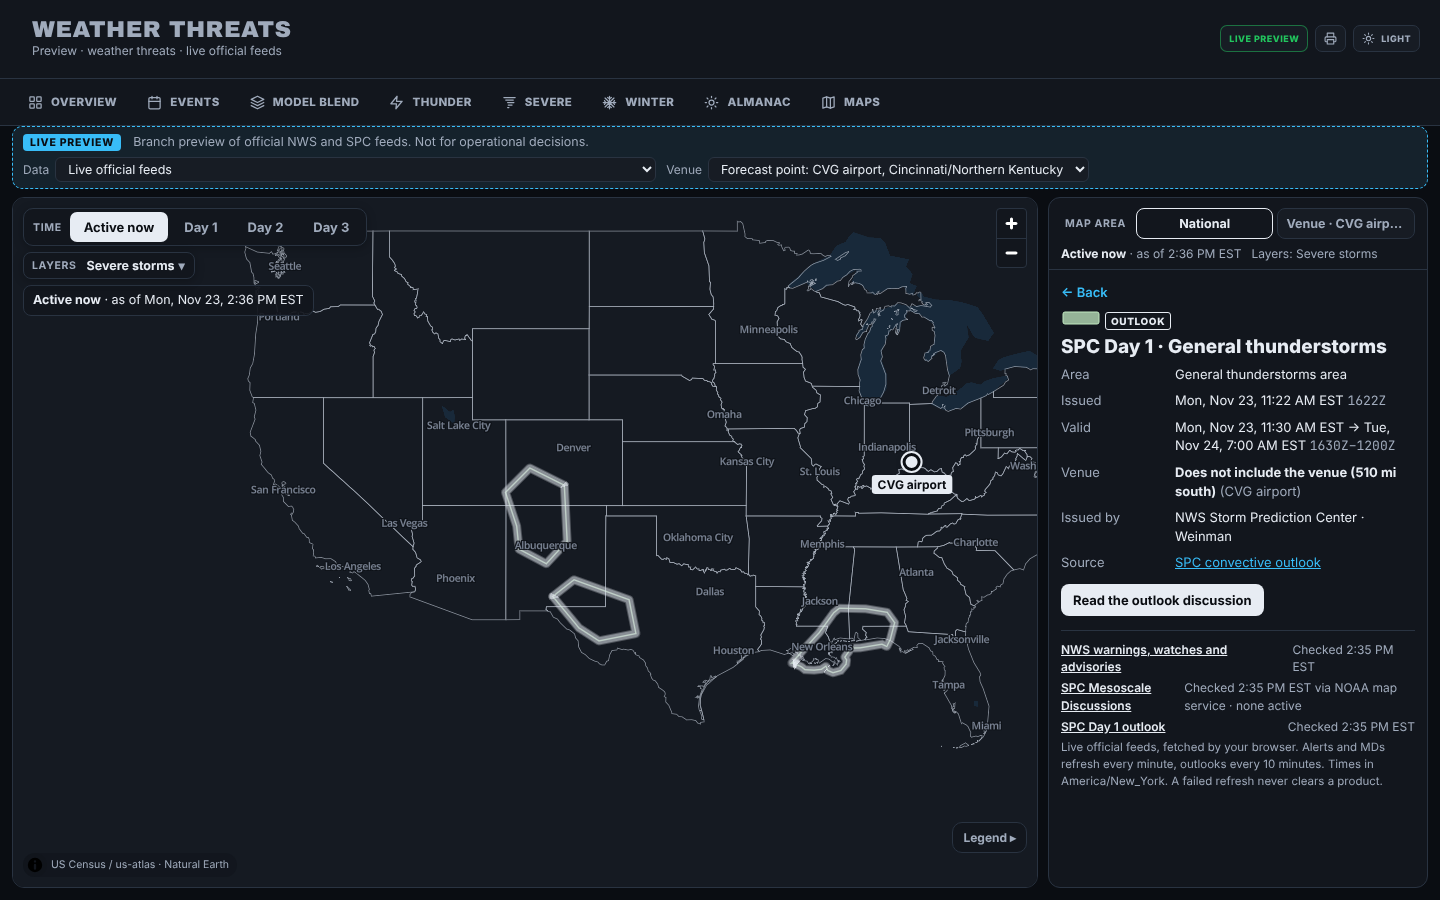 WEATHER THREATS
Preview · weather threats · live official feeds
LIVE PREVIEW
LIGHT
OVERVIEW
EVENTS
MODEL BLEND
THUNDER
SEVERE
WINTER
ALMANAC
MAPS
LIVE PREVIEW Branch preview of official NWS and SPC feeds. Not for operational decisions.
Data Live official feeds Venue Forecast point: CVG airport, Cincinnati/Northern Kentucky
TIME Active now Day 1 Day 2 Day 3
LAYERS Severe storms ▾
Active now · as of Mon, Nov 23, 2:36 PM EST
+
−
Seattle
Portland
Minneapolis
Detroit
Chicago
Omaha
Salt Lake City
Pittsburgh
Denver
Indianapolis
Kansas City
Wash
St. Louis
CVG airport
San Francisco
Las Vegas
Oklahoma City
Memphis
Charlotte
Albuquerque
Los Angeles
Phoenix
Atlanta
Dallas
Jackson
Jacksonville
New Orleans
Houston
Tampa
Miami
Legend ▸
US Census / us-atlas · Natural Earth
MAP AREA National Venue · CVG airp...
Active now · as of 2:36 PM EST Layers: Severe storms
← Back
OUTLOOK
SPC Day 1 · General thunderstorms
Area General thunderstorms area
Issued Mon, Nov 23, 11:22 AM EST 1622Z
Valid Mon, Nov 23, 11:30 AM EST → Tue,
Nov 24, 7:00 AM EST 1630Z–1200Z
Venue Does not include the venue (510 mi
south) (CVG airport)
Issued by NWS Storm Prediction Center ·
Weinman
Source SPC convective outlook
Read the outlook discussion
NWS warnings, watches and Checked 2:35 PM
advisories EST
SPC Mesoscale Checked 2:35 PM EST via NOAA map
Discussions service · none active
SPC Day 1 outlook Checked 2:35 PM EST
Live official feeds, fetched by your browser. Alerts and MDs
refresh every minute, outlooks every 10 minutes. Times in
America/New_York. A failed refresh never clears a product.